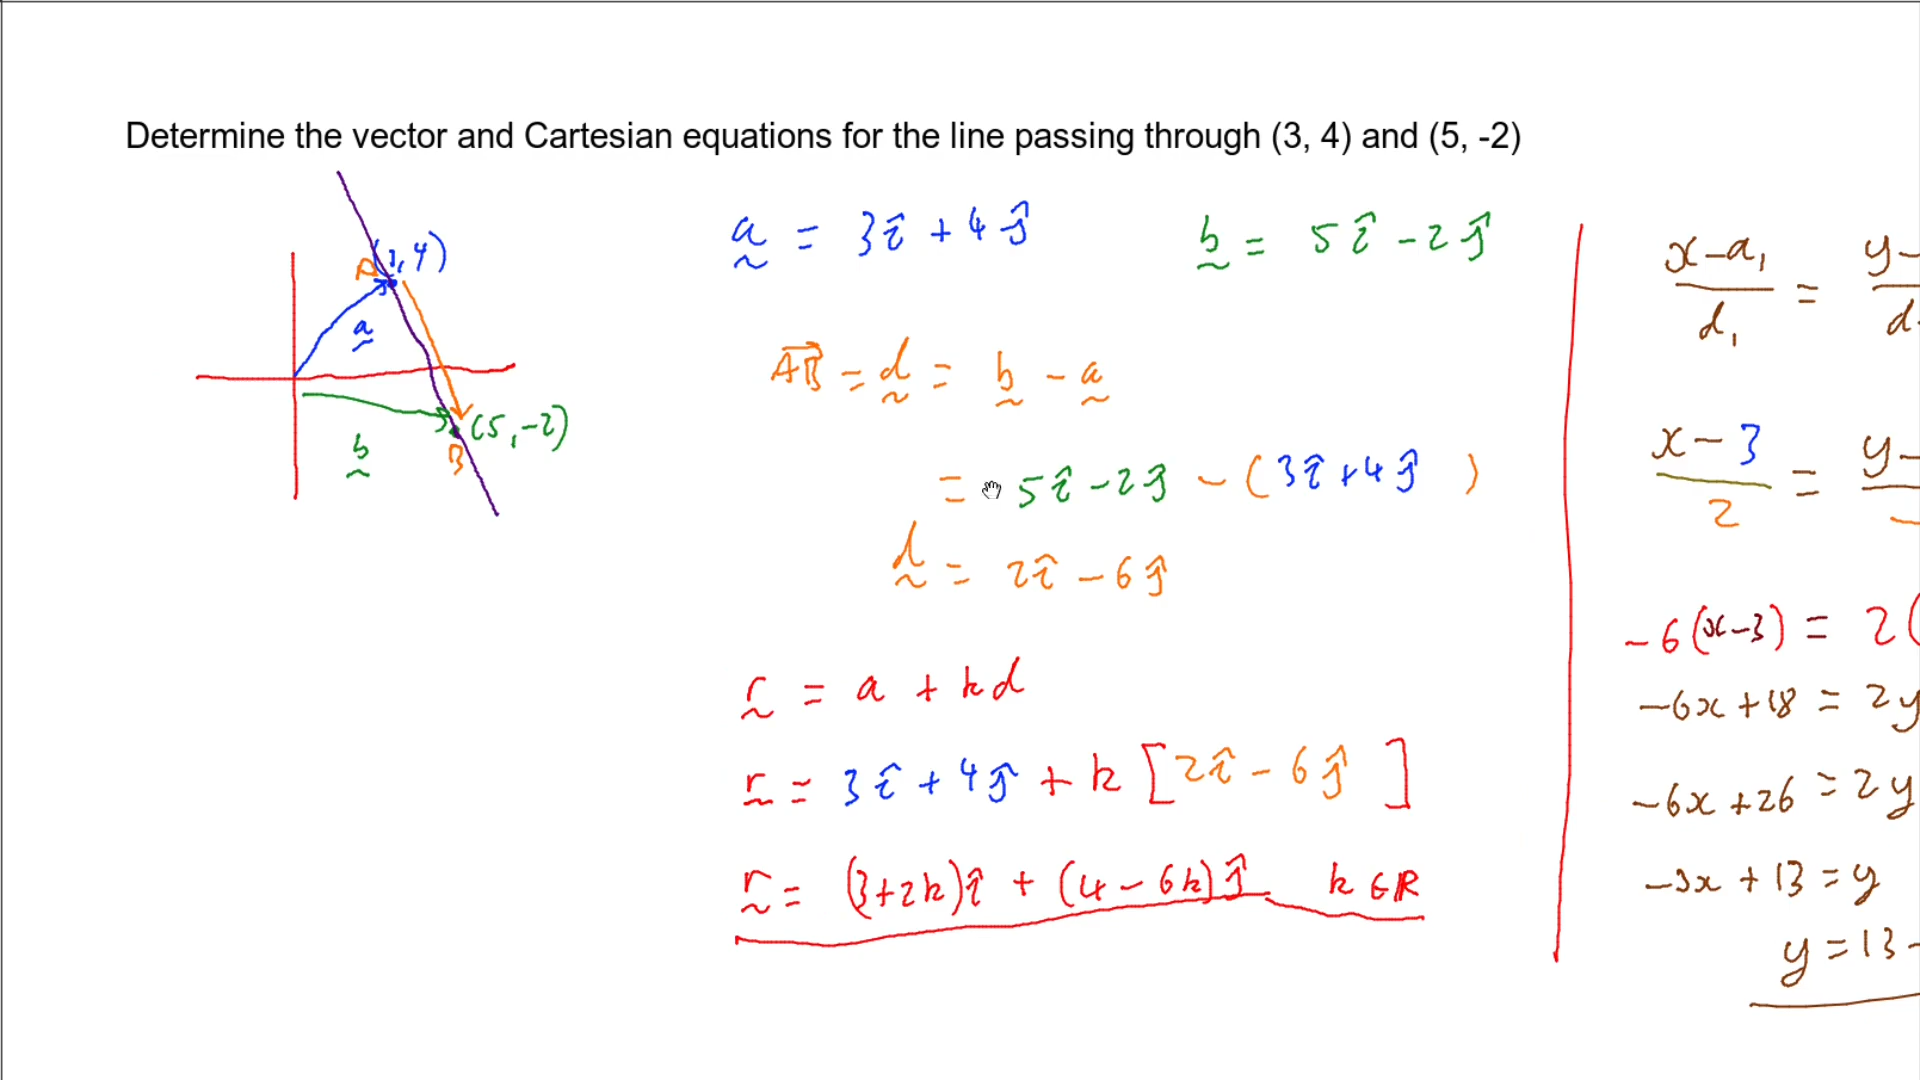 Determine the vector and Cartesian equations for the line passing through (3, 4) and (5, -2)
A (3,4)
a
(5,-2)
B
b
a = 3î + 4ĵ
b = 5î - 2ĵ
AB = d = b - a
= 5î - 2ĵ - (3î + 4ĵ )
d = 2î - 6ĵ
r = a + kd
r = 3î + 4ĵ + k [2î - 6ĵ ]
r = (3+2k)î + (4-6k)ĵ k ∈ R
x-a₁ / d₁ = y- / d
x-3 / 2 = y- / -
-6(x-3) = 2(
-6x+18 = 2y
-6x+26 = 2y
-3x+13 = y
y = 13-